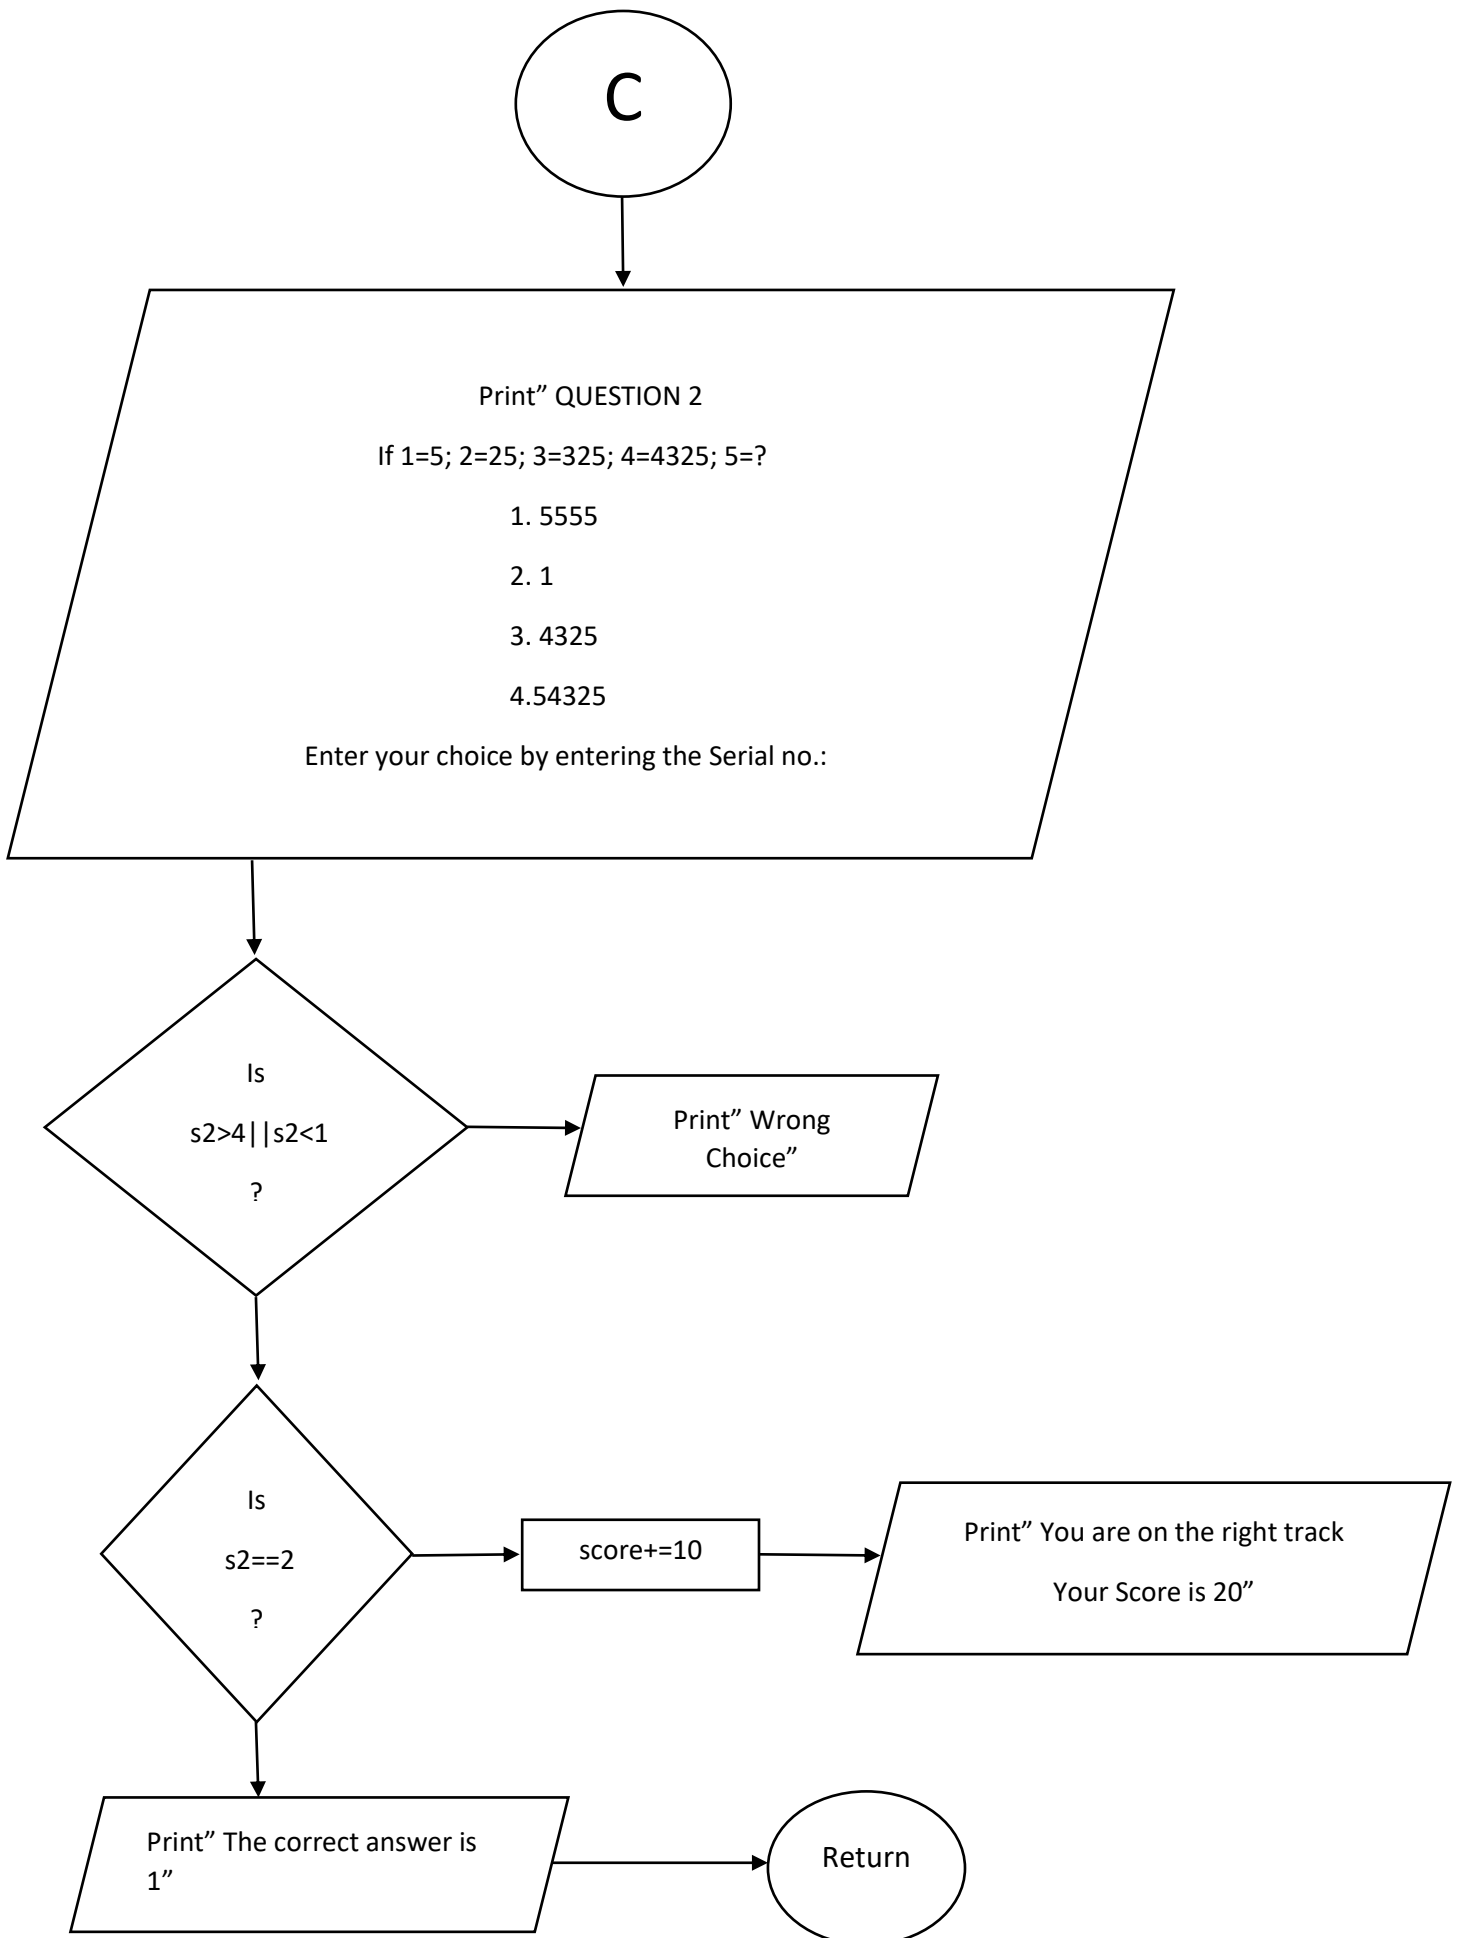 C
Print” QUESTION 2
If 1=5; 2=25; 3=325; 4=4325; 5=?
1. 5555
2. 1
3. 4325
4.54325
Enter your choice by entering the Serial no.:
Is
s2>4||s2<1
?
Print” Wrong
Choice”
Is
s2==2
?
score+=10
Print” You are on the right track
Your Score is 20”
Print” The correct answer is
1”
Return